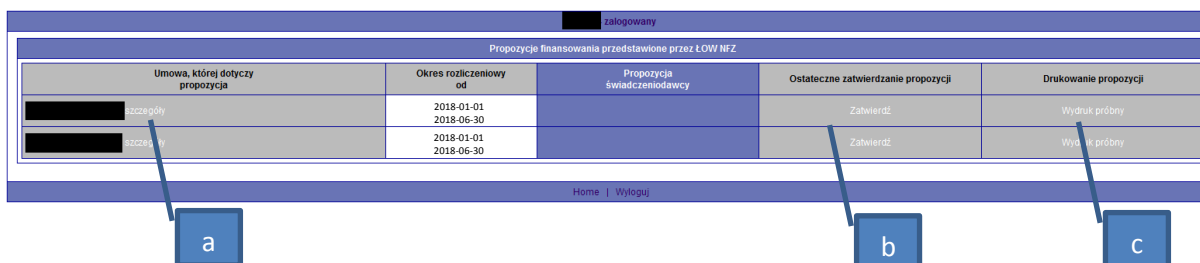 zalogowany
Propozycje finansowania przedstawione przez ŁOW NFZ
Umowa, której dotyczy
propozycja
Okres rozliczeniowy
od
Propozycja
świadczeniodawcy
Ostateczne zatwierdzanie propozycji
Drukowanie propozycji
szczegóły
2018-01-01
2018-06-30
Zatwierdź
Wydruk próbny
szczegóły
2018-01-01
2018-06-30
Zatwierdź
Wydruk próbny
Home | Wyloguj
a
b
c